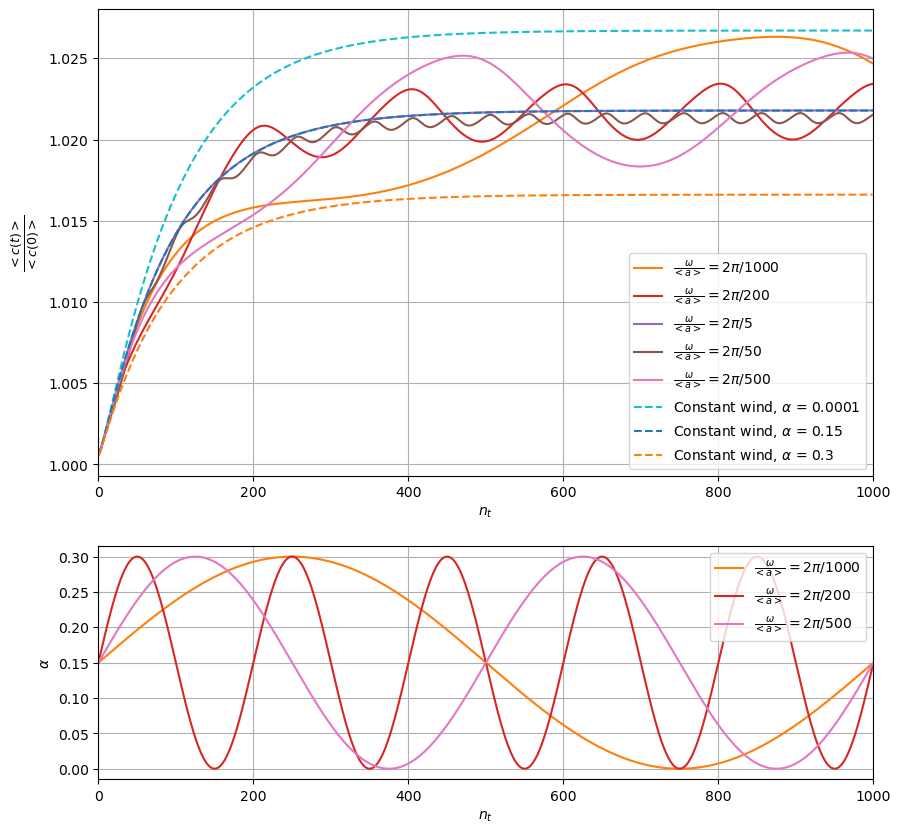 1.025
1.020
1.015
1.010
1.005
1.000
<c(t)>
<c(0)>
0 200 400 600 800 1000
n_t
ω/<a> = 2π/1000
ω/<a> = 2π/200
ω/<a> = 2π/5
ω/<a> = 2π/50
ω/<a> = 2π/500
Constant wind, α = 0.0001
Constant wind, α = 0.15
Constant wind, α = 0.3
0.30
0.25
0.20
0.15
0.10
0.05
0.00
α
ω/<a> = 2π/1000
ω/<a> = 2π/200
ω/<a> = 2π/500
0 200 400 600 800 1000
n_t